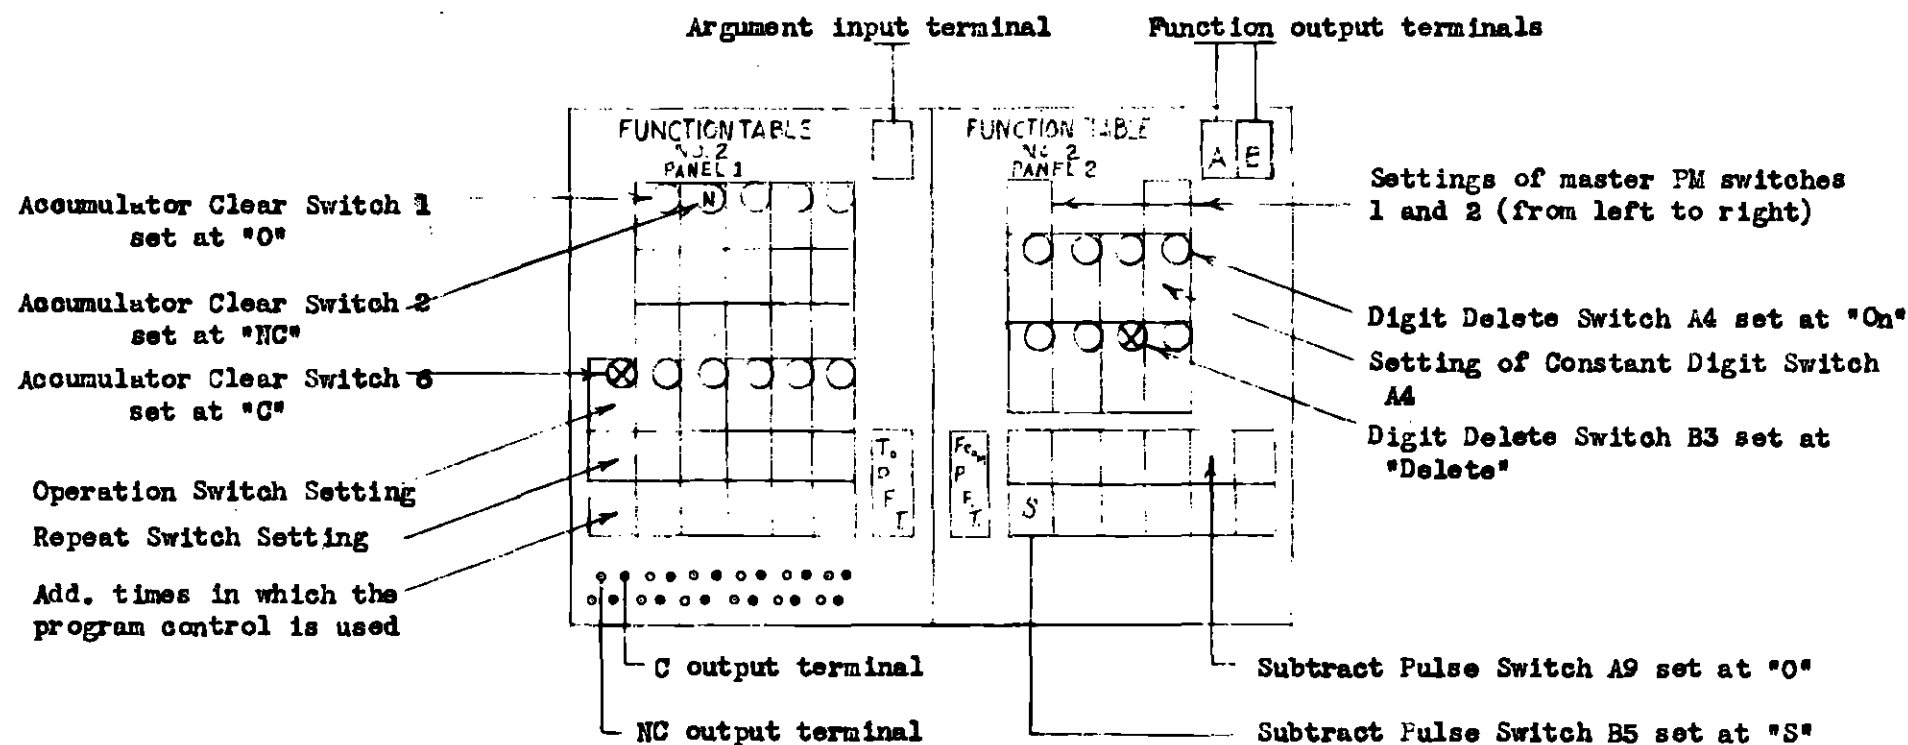 Argument input terminal
Function output terminals
FUNCTION TABLE
NO. 2
PANEL 1
FUNCTION TABLE
NO. 2
PANEL 2
A E
N
Accumulator Clear Switch 1
set at "O"
Accumulator Clear Switch 2
set at "NC"
Accumulator Clear Switch 6
set at "C"
Operation Switch Setting
Repeat Switch Setting
Add. times in which the
program control is used
Settings of master PM switches
1 and 2 (from left to right)
Digit Delete Switch A4 set at "On"
Setting of Constant Digit Switch
A4
Digit Delete Switch B3 set at
"Delete"
To
P
F.
T.
From
P
F.
T.
S
C output terminal
NC output terminal
Subtract Pulse Switch A9 set at "O"
Subtract Pulse Switch B5 set at "S"